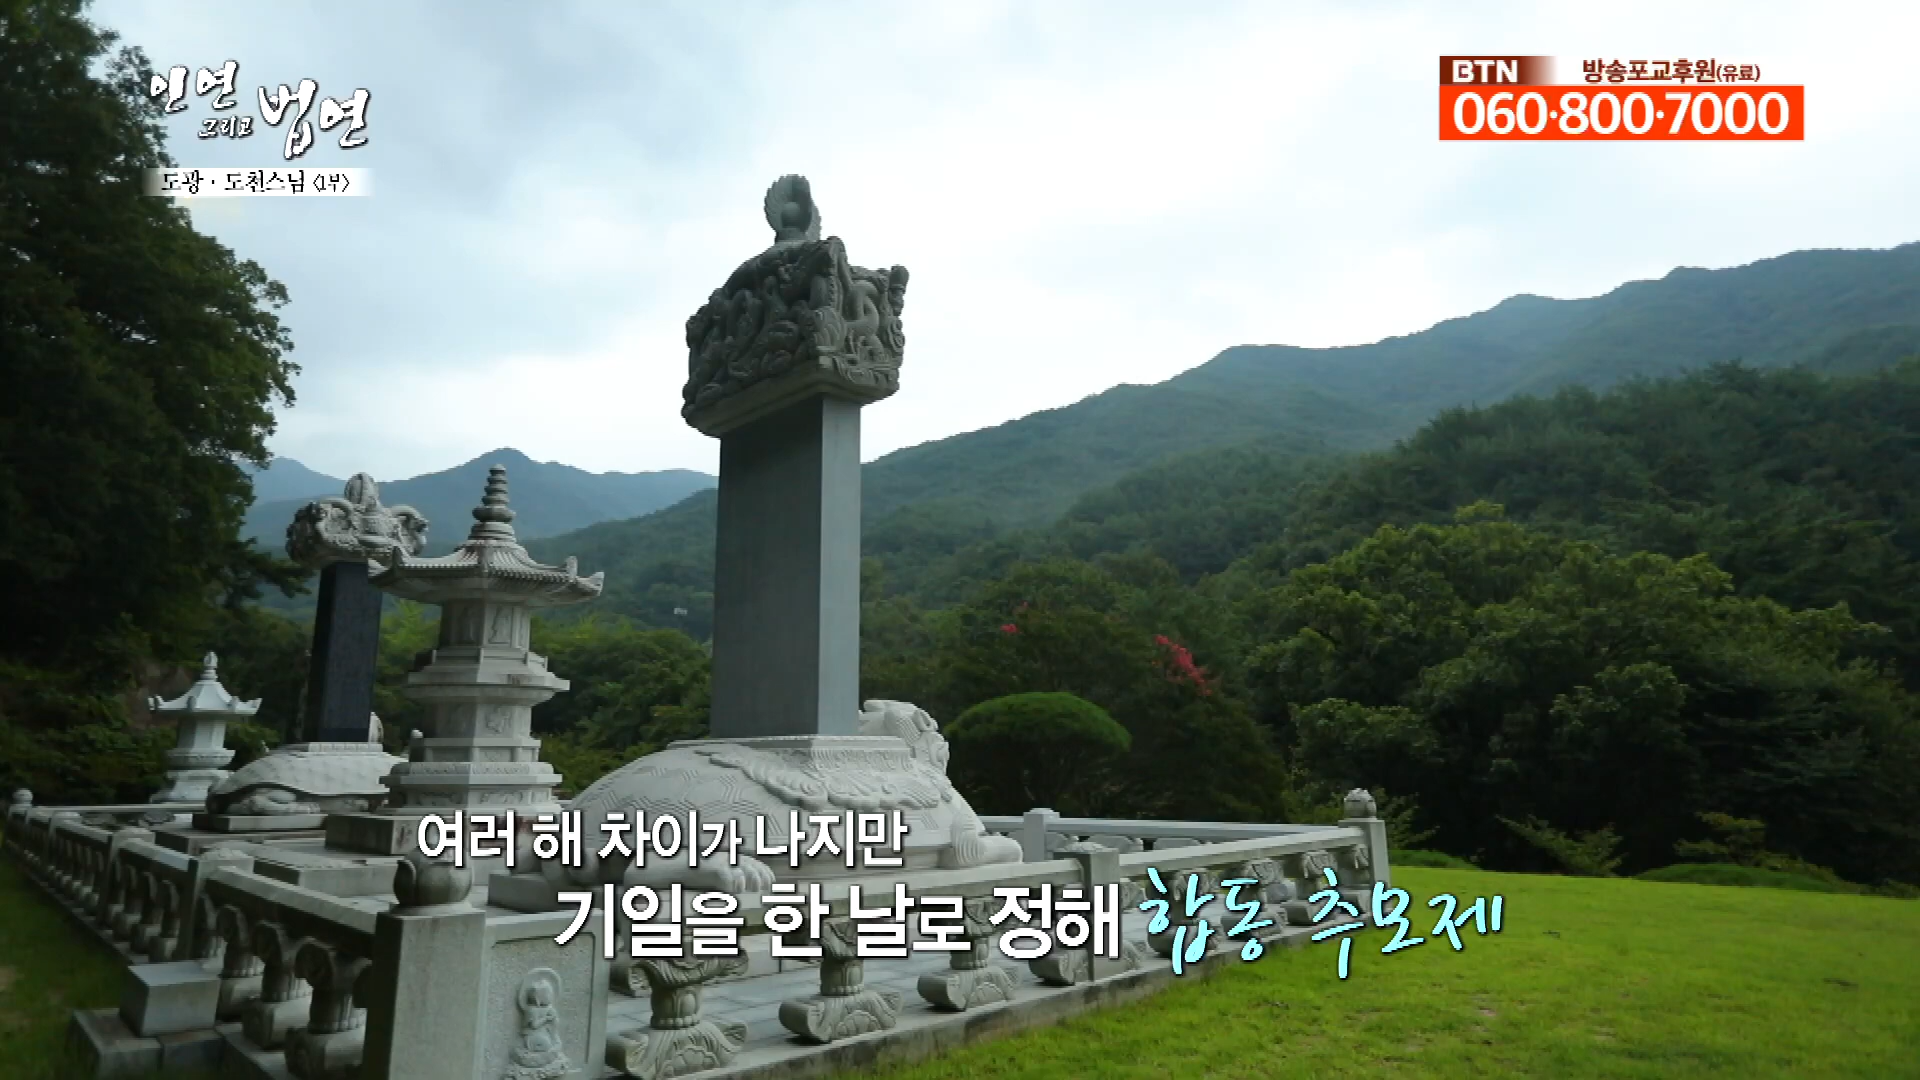 인연 그리고 법연
도광·도천스님〈1부〉
BTN 방송포교후원(유료)
060·800·7000
여러 해 차이가 나지만
기일을 한 날로 정해 합동 추모제